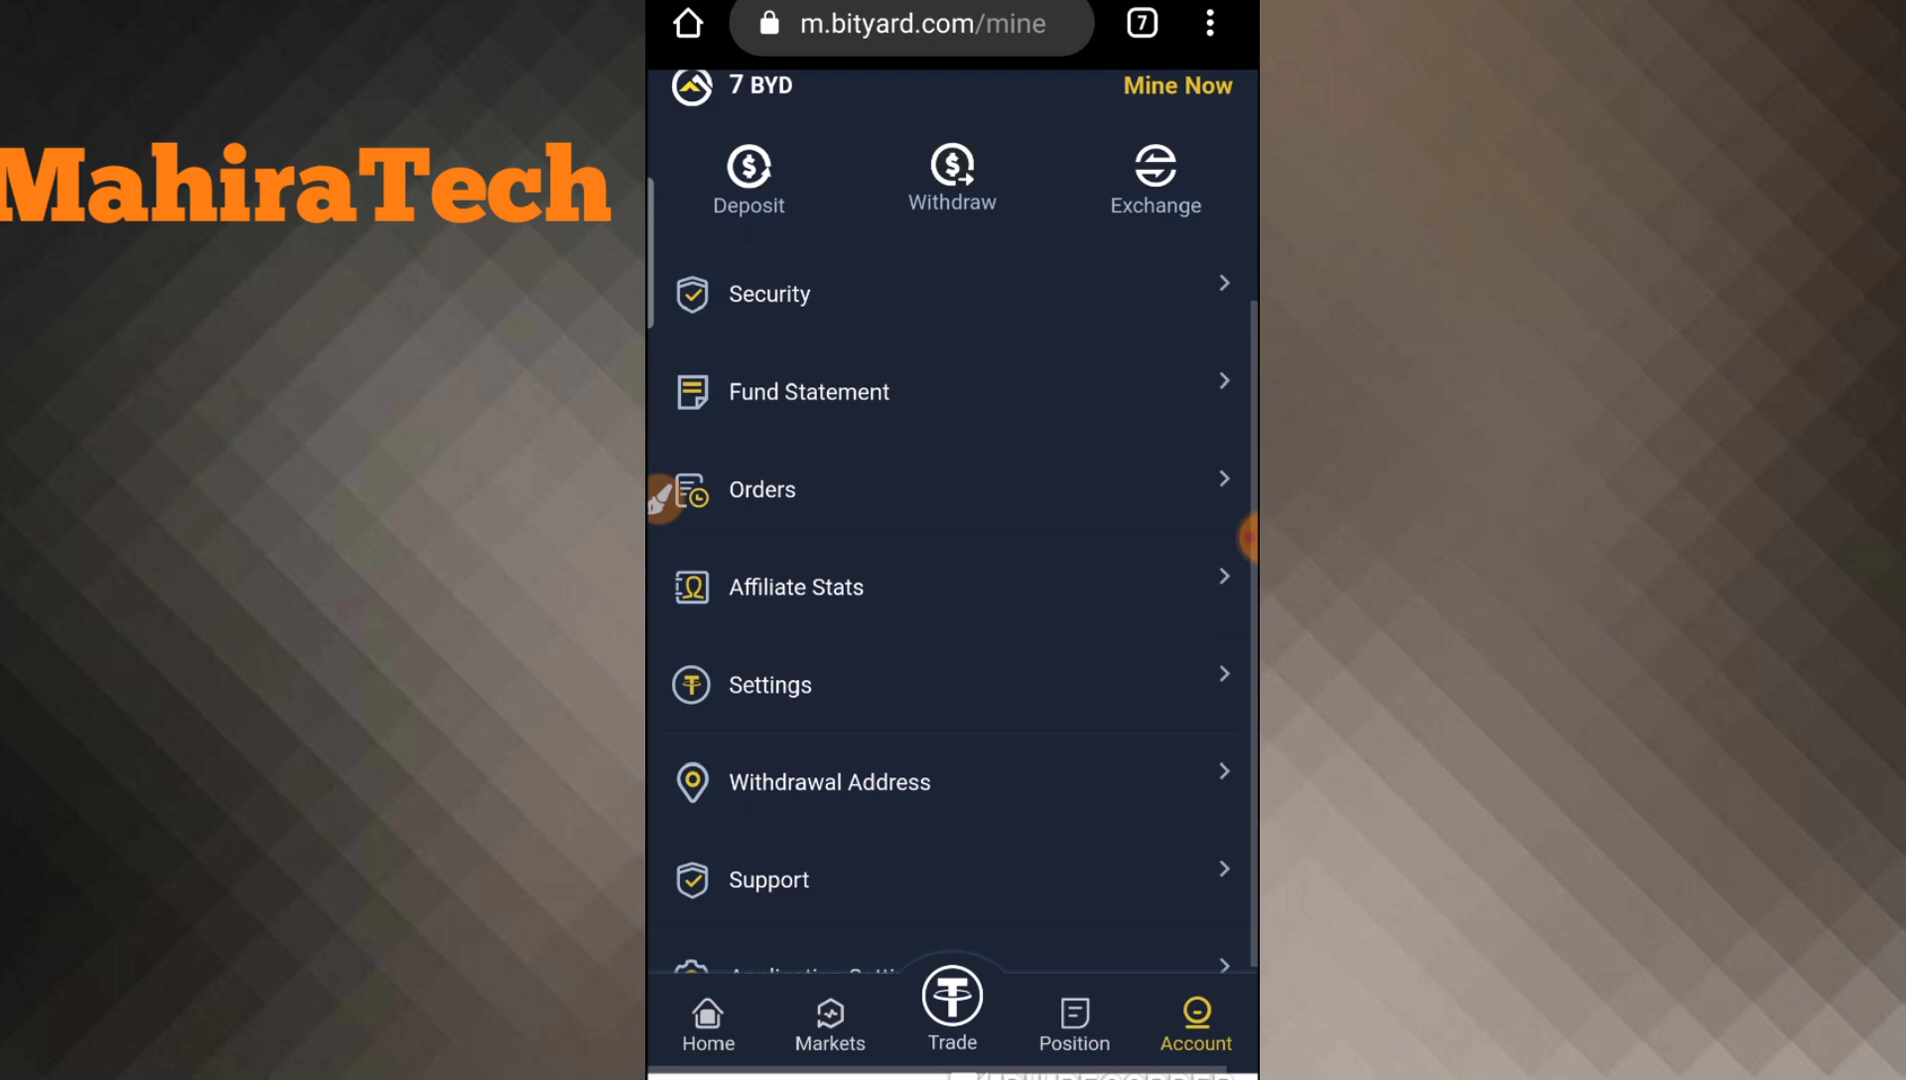 m.bityard.com/mine
7
7 BYD
Mine Now
MahiraTech
Deposit
Withdraw
Exchange
Security
Fund Statement
Orders
Affiliate Stats
Settings
Withdrawal Address
Support
Home
Markets
Trade
Position
Account